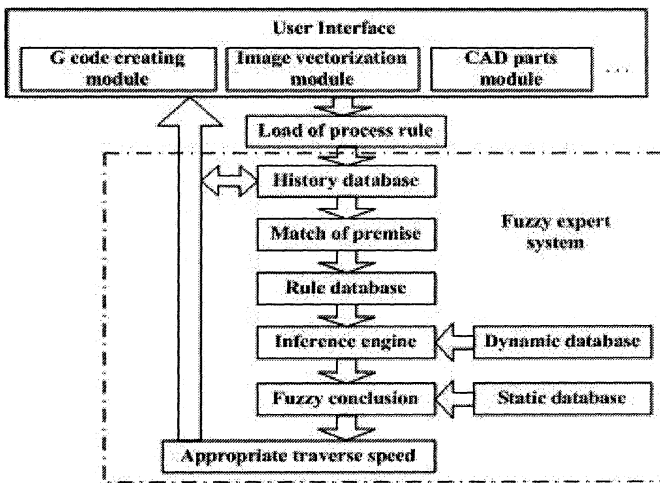 User Interface
G code creating module
Image vectorization module
CAD parts module
...
Load of process rule
History database
Match of premise
Fuzzy expert system
Rule database
Inference engine
Dynamic database
Fuzzy conclusion
Static database
Appropriate traverse speed